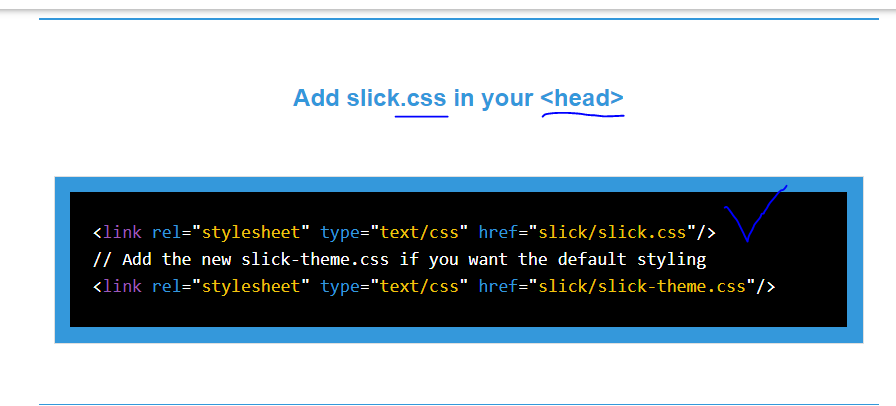 Add slick.css in your <head>
<link rel="stylesheet" type="text/css" href="slick/slick.css"/>
// Add the new slick-theme.css if you want the default styling
<link rel="stylesheet" type="text/css" href="slick/slick-theme.css"/>